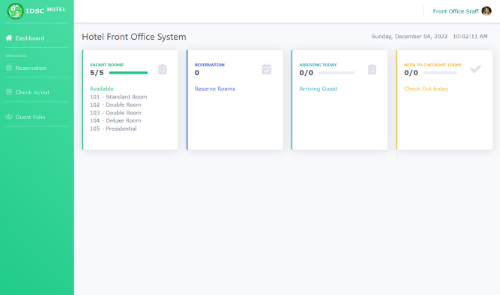 IDSC HOTEL
Front Office Staff
Dashboard
Reservation
Check in/out
Guest Folio
Hotel Front Office System
Sunday, December 04, 2022 10:02:11 AM
VACANT ROOMS
5/5
Available
101 - Standard Room
102 - Double Room
103 - Double Room
104 - Deluxe Room
105 - Presidential
RESERVATION
0
Reserve Rooms
ARRIVING TODAY
0/0
Arriving Guest
NEED TO CHECKOUT TODAY
0/0
Check Out today